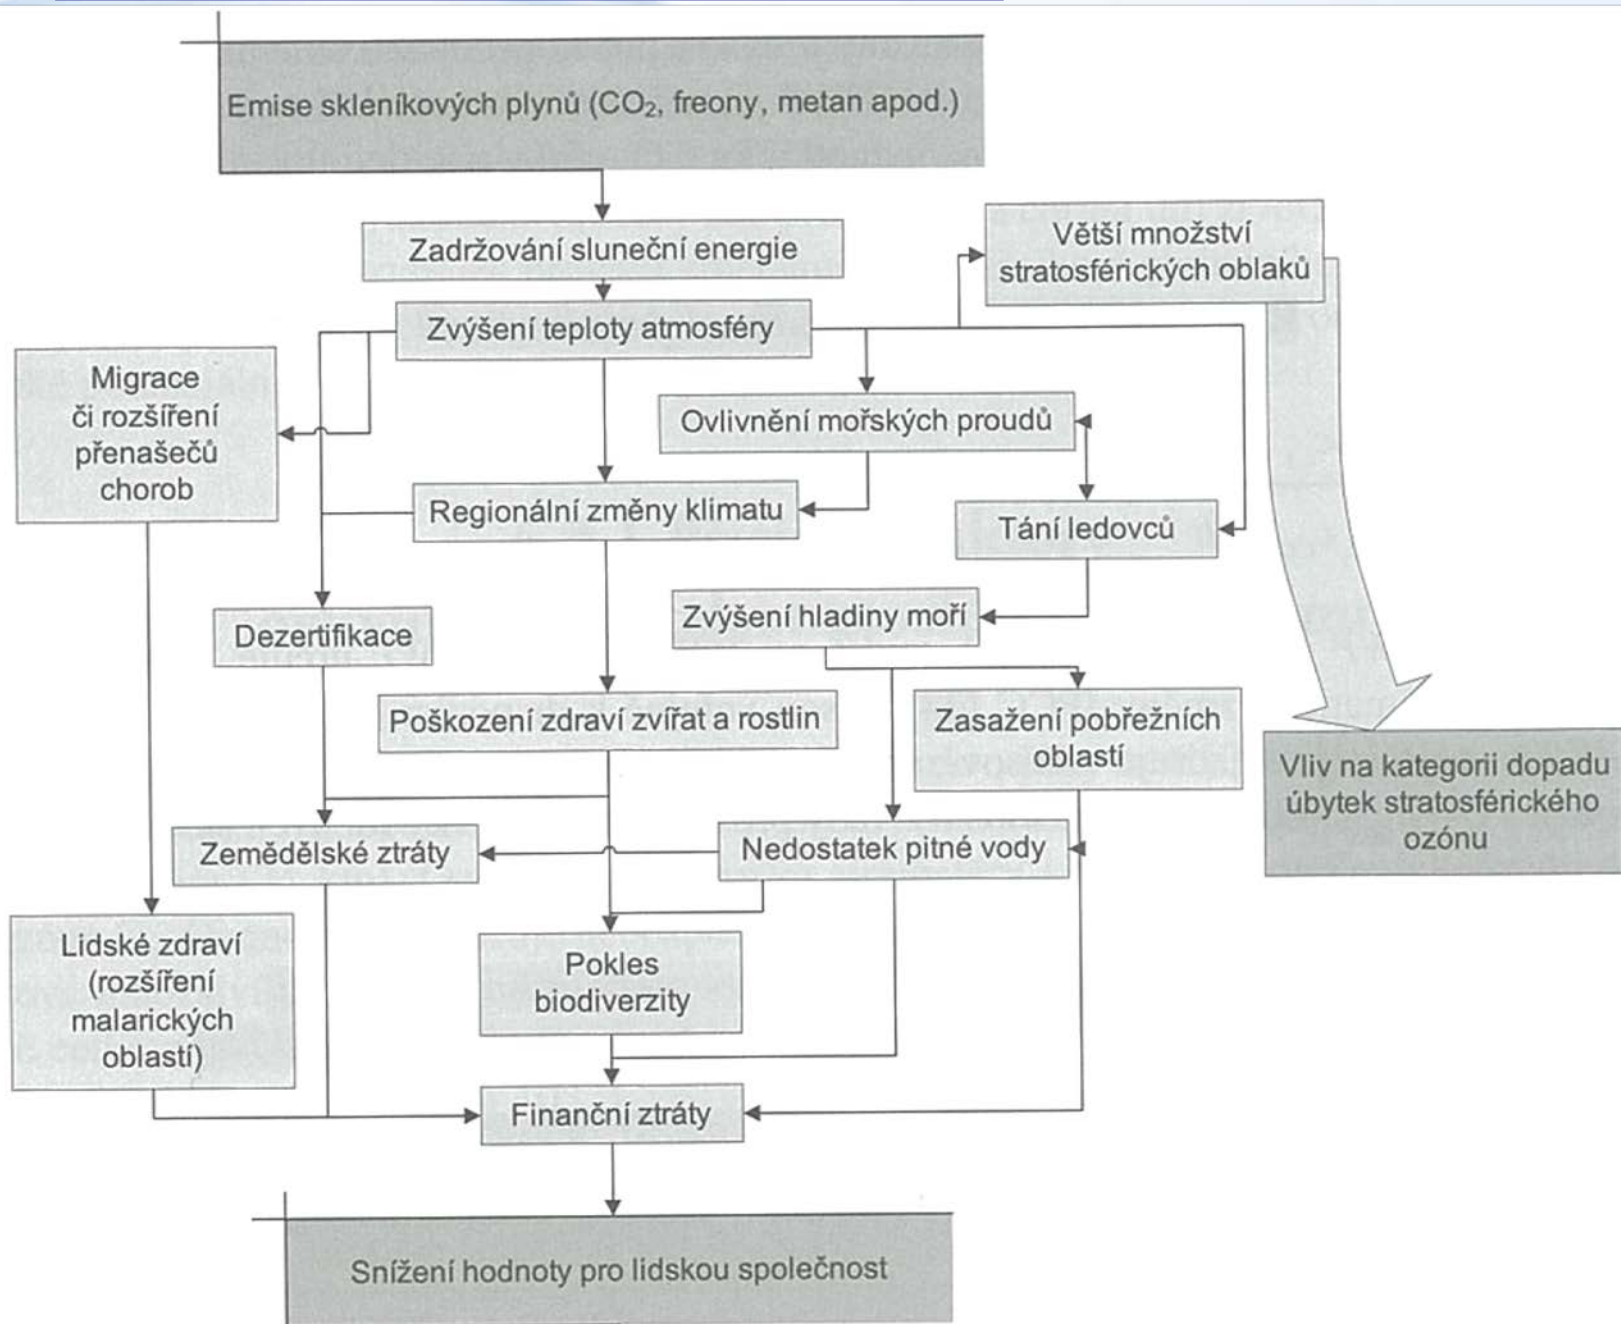 Emise skleníkových plynů (CO₂, freony, metan apod.)
Zadržování sluneční energie
Větší množství
stratosférických oblaků
Zvýšení teploty atmosféry
Migrace
či rozšíření
přenašečů
chorob
Ovlivnění mořských proudů
Regionální změny klimatu
Tání ledovců
Zvýšení hladiny moří
Dezertifikace
Poškození zdraví zvířat a rostlin
Zasažení pobřežních
oblastí
Vliv na kategorii dopadu
úbytek stratosférického
ozónu
Zemědělské ztráty
Nedostatek pitné vody
Lidské zdraví
(rozšíření
malarických
oblastí)
Pokles
biodiverzity
Finanční ztráty
Snížení hodnoty pro lidskou společnost